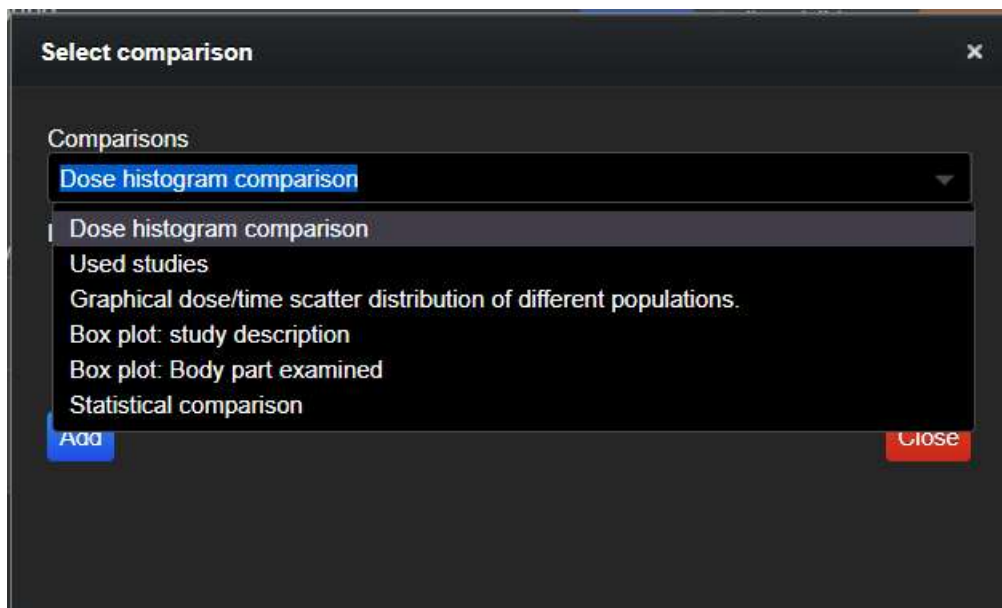 Select comparison
×
Comparisons
Dose histogram comparison
Dose histogram comparison
Used studies
Graphical dose/time scatter distribution of different populations.
Box plot: study description
Box plot: Body part examined
Statistical comparison
Add
Close